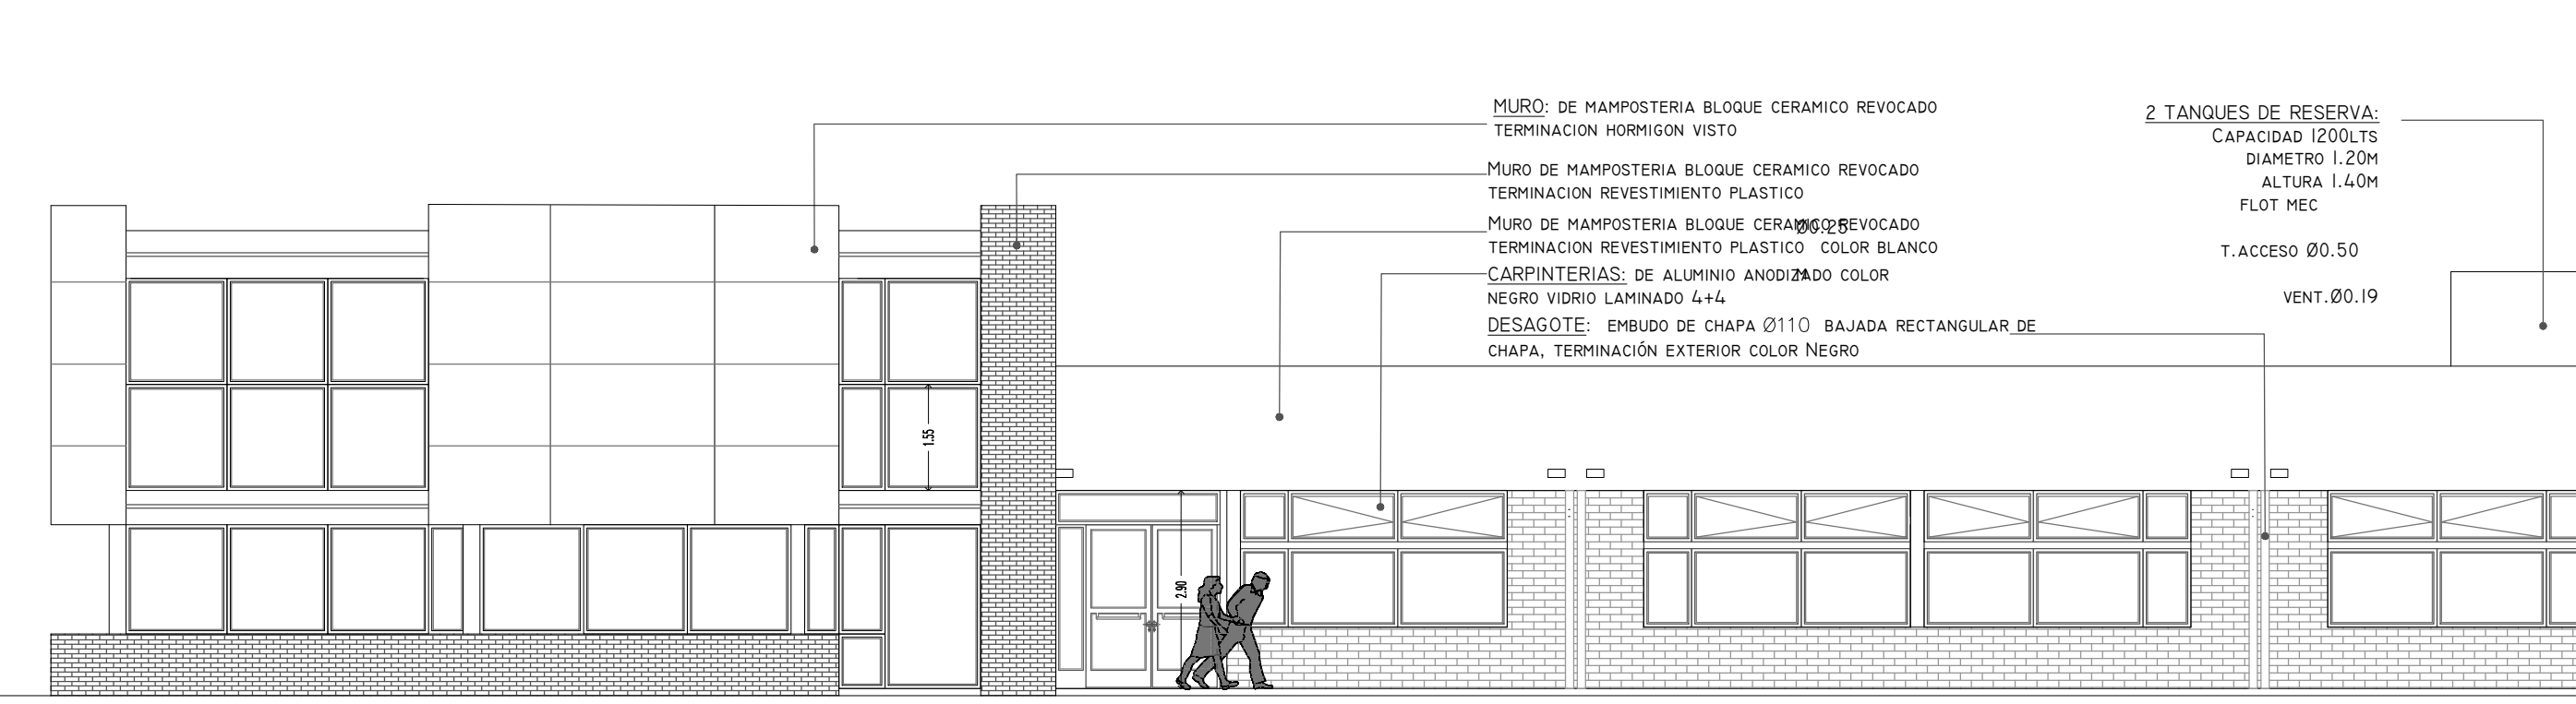 MURO: DE MAMPOSTERIA BLOQUE CERAMICO REVOCADO
TERMINACION HORMIGON VISTO
MURO DE MAMPOSTERIA BLOQUE CERAMICO REVOCADO
TERMINACION REVESTIMIENTO PLASTICO
MURO DE MAMPOSTERIA BLOQUE CERAMICO REVOCADO
Ø0.25
TERMINACION REVESTIMIENTO PLASTICO COLOR BLANCO
CARPINTERIAS: DE ALUMINIO ANODIZADO COLOR
NEGRO VIDRIO LAMINADO 4+4
DESAGOTE: EMBUDO DE CHAPA Ø110 BAJADA RECTANGULAR DE
CHAPA, TERMINACIÓN EXTERIOR COLOR NEGRO
2 TANQUES DE RESERVA:
CAPACIDAD 1200LTS
DIAMETRO 1.20M
ALTURA 1.40M
FLOT MEC
T.ACCESO Ø0.50
VENT.Ø0.19
1.55
2.90